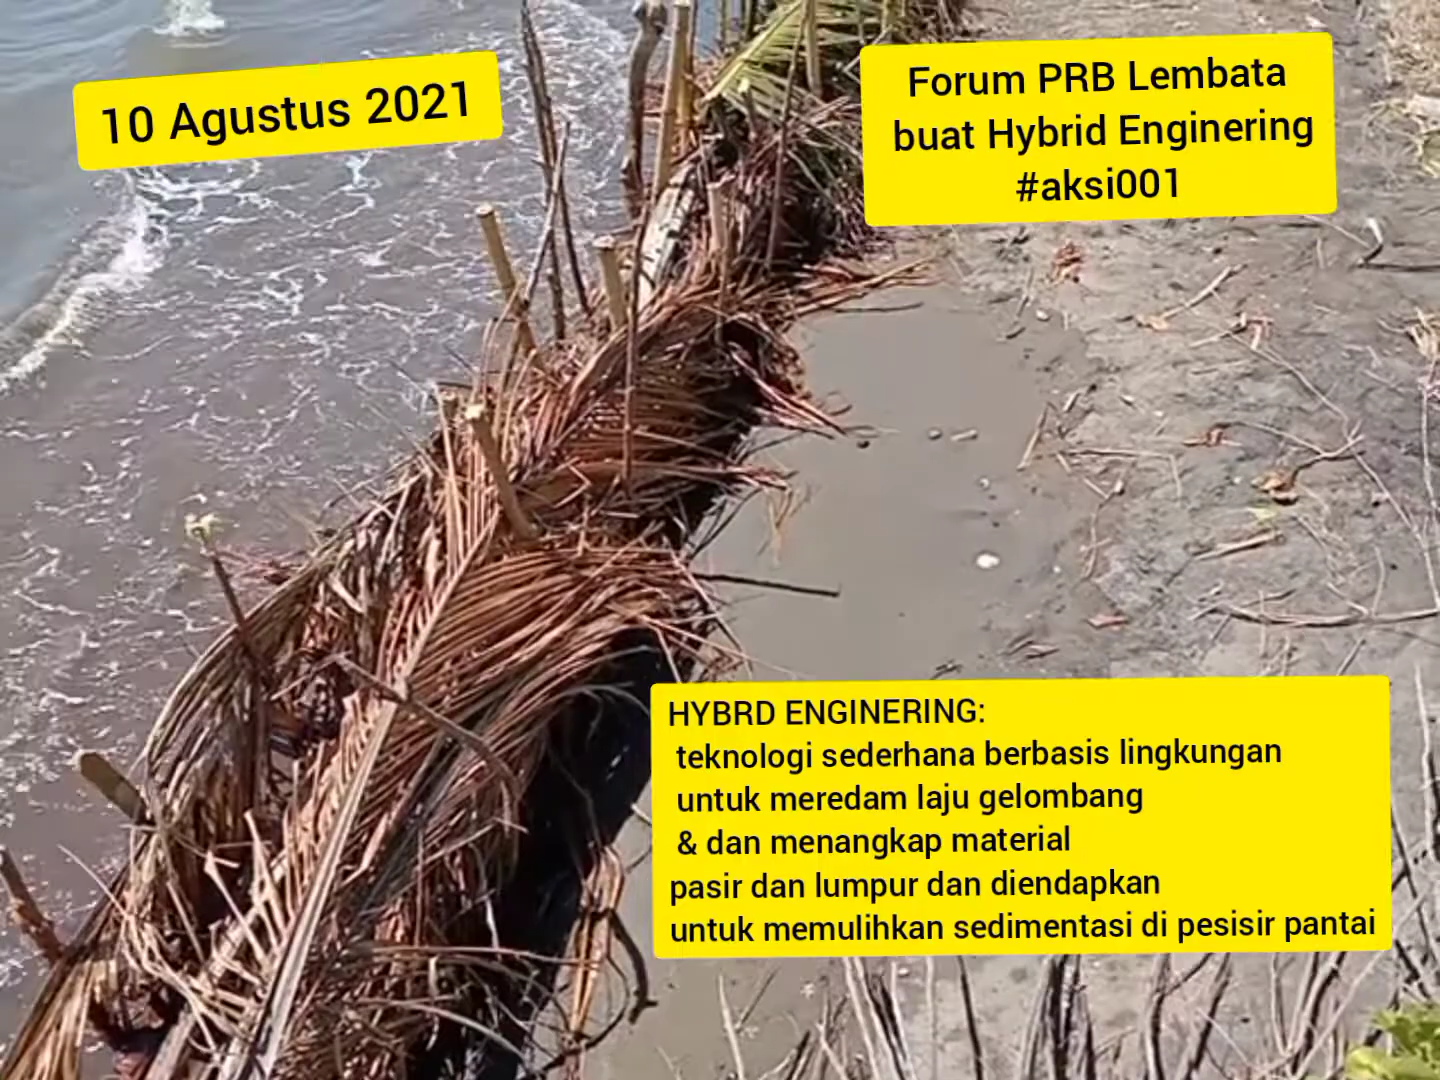 10 Agustus 2021
Forum PRB Lembata
buat Hybrid Enginering
#aksi001
HYBRD ENGINERING:
teknologi sederhana berbasis lingkungan
untuk meredam laju gelombang
& dan menangkap material
pasir dan lumpur dan diendapkan
untuk memulihkan sedimentasi di pesisir pantai